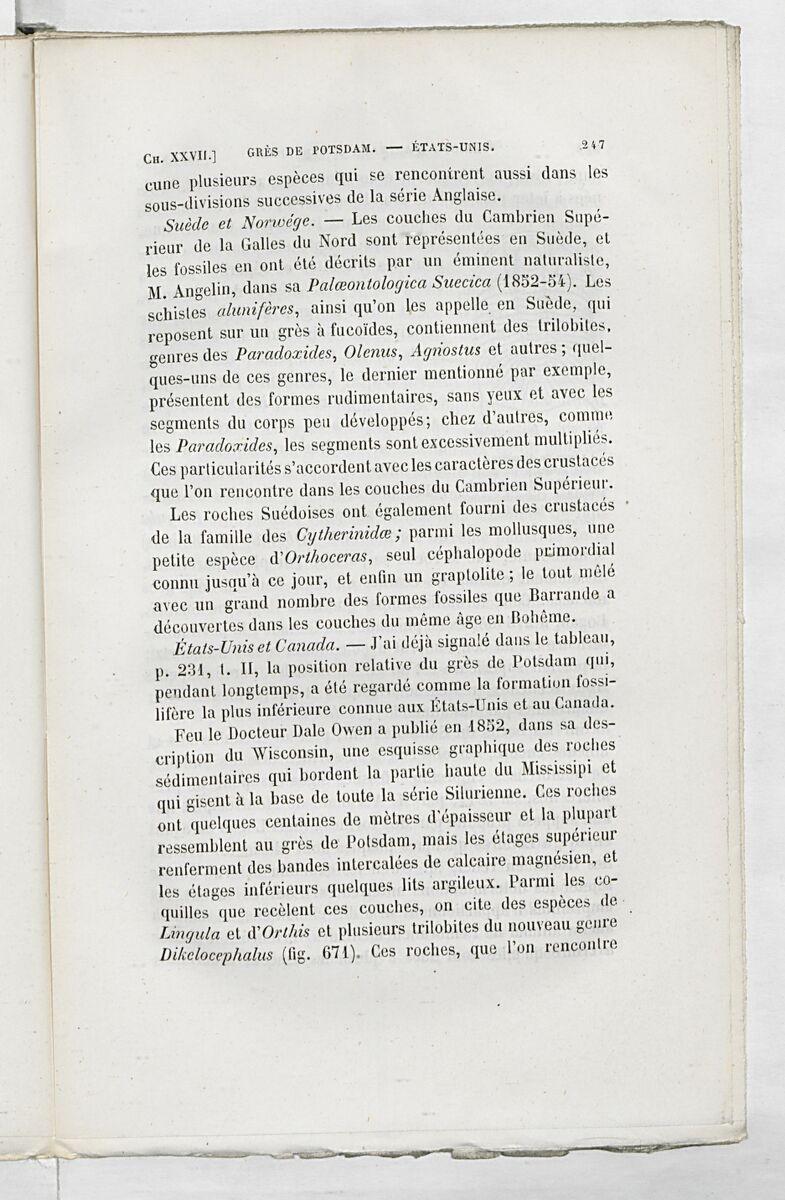 CH. XXVII.] GRÈS DE POTSDAM. — ÉTATS-UNIS. 247
cune plusieurs espèces qui se rencontrent aussi dans les
sous-divisions successives de la série Anglaise.
Suède et Norwége. — Les couches du Cambrien Supé-
rieur de la Galles du Nord sont représentées en Suède, et
les fossiles en ont été décrits par un éminent naturaliste,
M. Angelin, dans sa Palœontologica Suecica (1852-54). Les
schistes alunifères, ainsi qu'on les appelle en Suède, qui
reposent sur un grès à fucoïdes, contiennent des trilobites,
genres des Paradoxides, Olenus, Agnostus et autres ; quel-
ques-uns de ces genres, le dernier mentionné par exemple,
présentent des formes rudimentaires, sans yeux et avec les
segments du corps peu développés; chez d'autres, comme
les Paradoxides, les segments sont excessivement multipliés.
Ces particularités s'accordent avec les caractères des crustacés
que l'on rencontre dans les couches du Cambrien Supérieur.
Les roches Suédoises ont également fourni des crustacés
de la famille des Cytherinidæ; parmi les mollusques, une
petite espèce d'Orthoceras, seul céphalopode primordial
connu jusqu'à ce jour, et enfin un graptolite ; le tout mêlé
avec un grand nombre des formes fossiles que Barrande a
découvertes dans les couches du même âge en Bohême.
États-Unis et Canada. — J'ai déjà signalé dans le tableau,
p. 231, t. II, la position relative du grès de Potsdam qui,
pendant longtemps, a été regardé comme la formation fossi-
lifère la plus inférieure connue aux États-Unis et au Canada.
Feu le Docteur Dale Owen a publié en 1852, dans sa des-
cription du Wisconsin, une esquisse graphique des roches
sédimentaires qui bordent la partie haute du Mississipi et
qui gisent à la base de toute la série Silurienne. Ces roches
ont quelques centaines de mètres d'épaisseur et la plupart
ressemblent au grès de Potsdam, mais les étages supérieur
renferment des bandes intercalées de calcaire magnésien, et
les étages inférieurs quelques lits argileux. Parmi les co-
quilles que recèlent ces couches, on cite des espèces de
Lingula et d'Orthis et plusieurs trilobites du nouveau genre
Dikelocephalus (fig. 671). Ces roches, que l'on rencontre